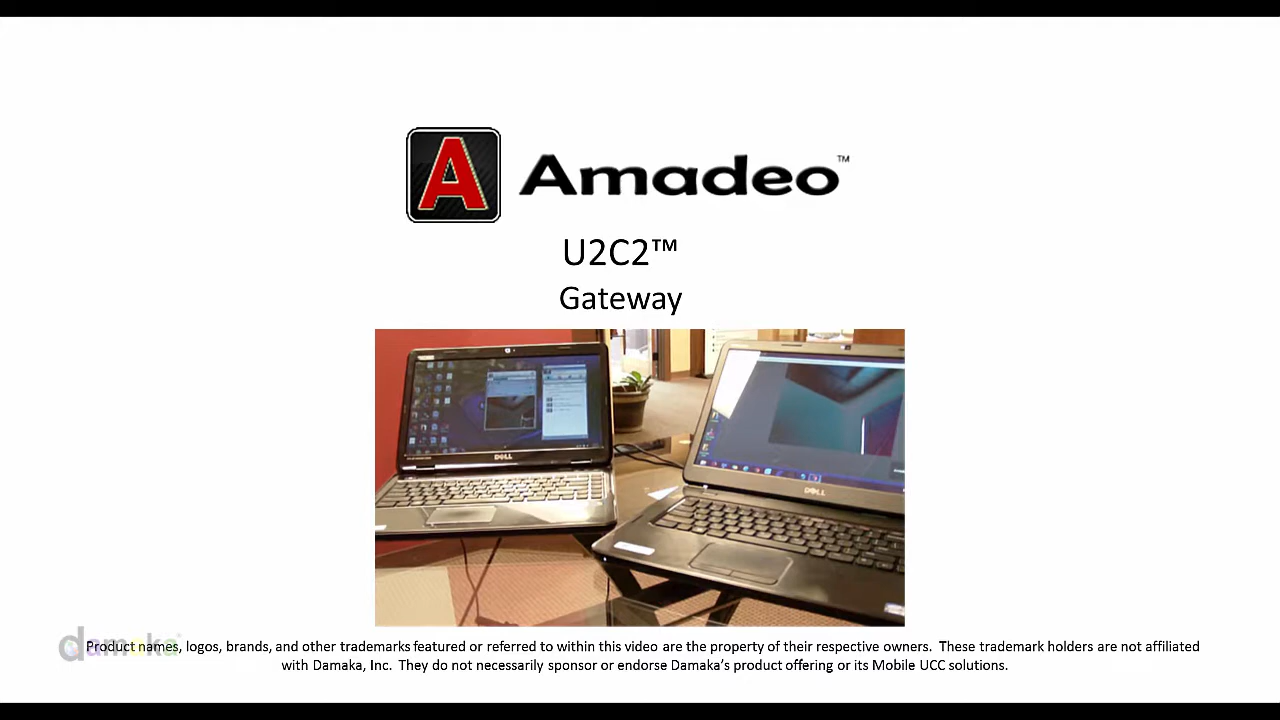 A Amadeo™
U2C2™
Gateway
DELL
DELL
damaka
Product names, logos, brands, and other trademarks featured or referred to within this video are the property of their respective owners. These trademark holders are not affiliated
with Damaka, Inc. They do not necessarily sponsor or endorse Damaka's product offering or its Mobile UCC solutions.